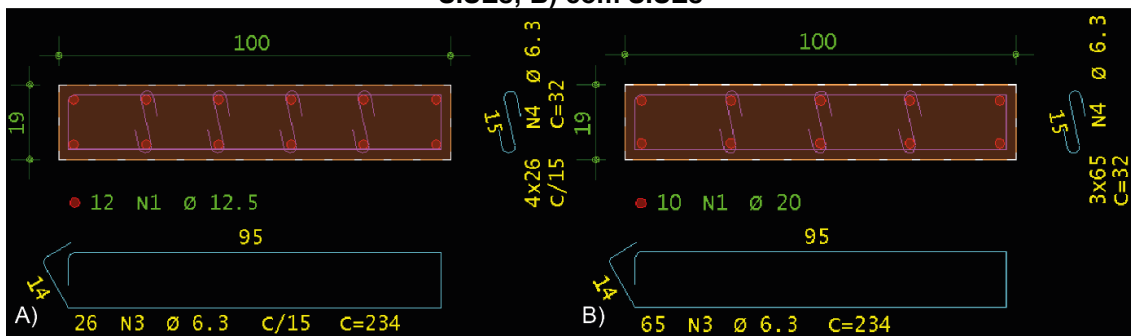 100
19
12 N1 Ø 12.5
15
4x26 N4 Ø 6.3
C/15 C=32
95
14
26 N3 Ø 6.3 C/15 C=234
A)
100
19
10 N1 Ø 20
15
3x65 N4 Ø 6.3
C=32
95
14
65 N3 Ø 6.3 C=234
B)